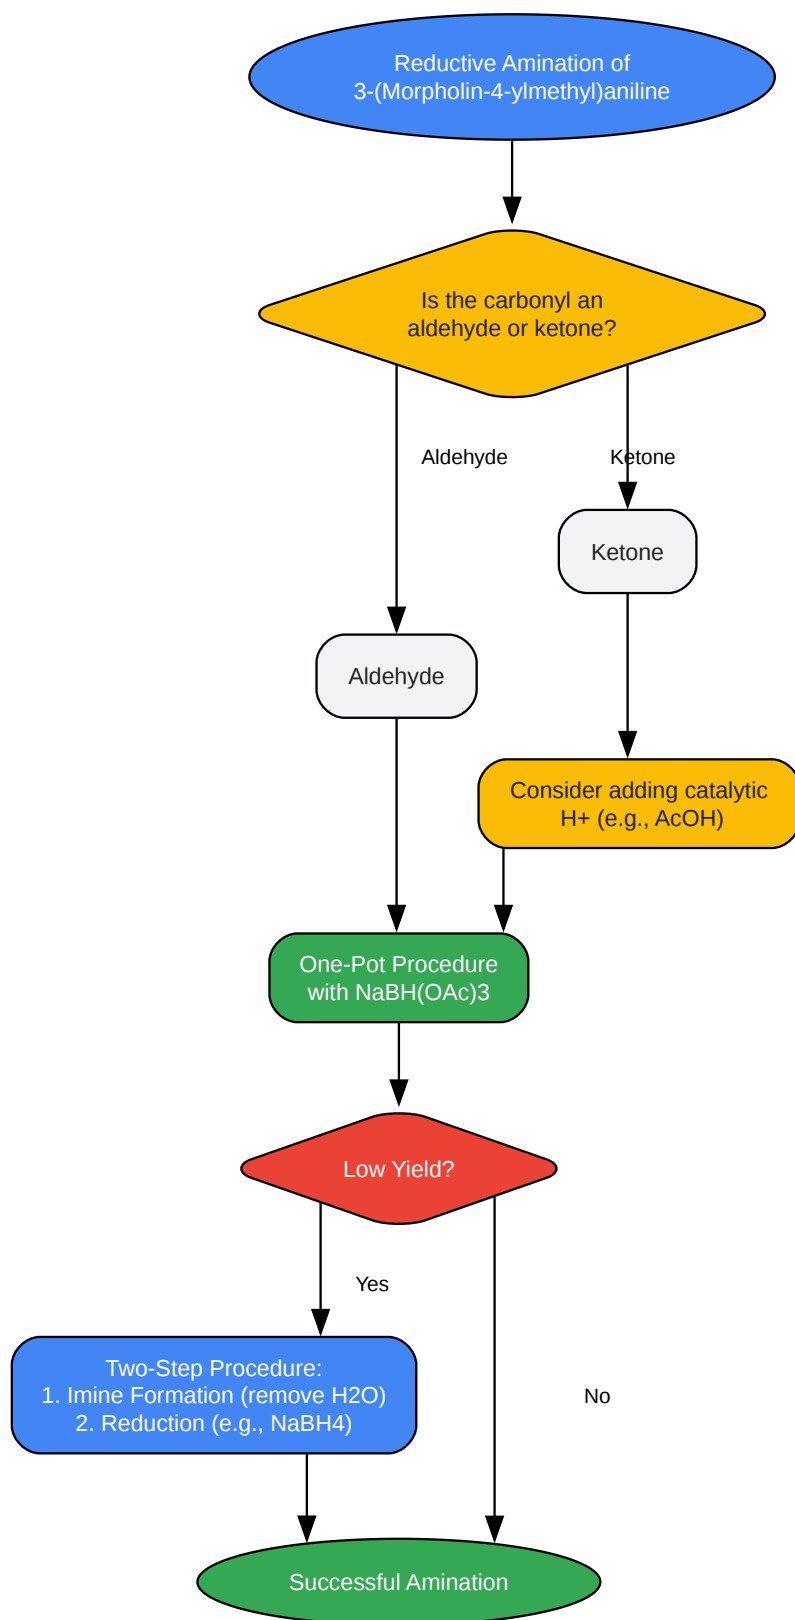 Reductive Amination of
3-(Morpholin-4-ylmethyl)aniline
Is the carbonyl an
aldehyde or ketone?
Aldehyde
Ketone
Ketone
Aldehyde
Consider adding catalytic
H+ (e.g., AcOH)
One-Pot Procedure
with NaBH(OAc)3
Low Yield?
Yes
Two-Step Procedure:
1. Imine Formation (remove H2O)
2. Reduction (e.g., NaBH4)
No
Successful Amination